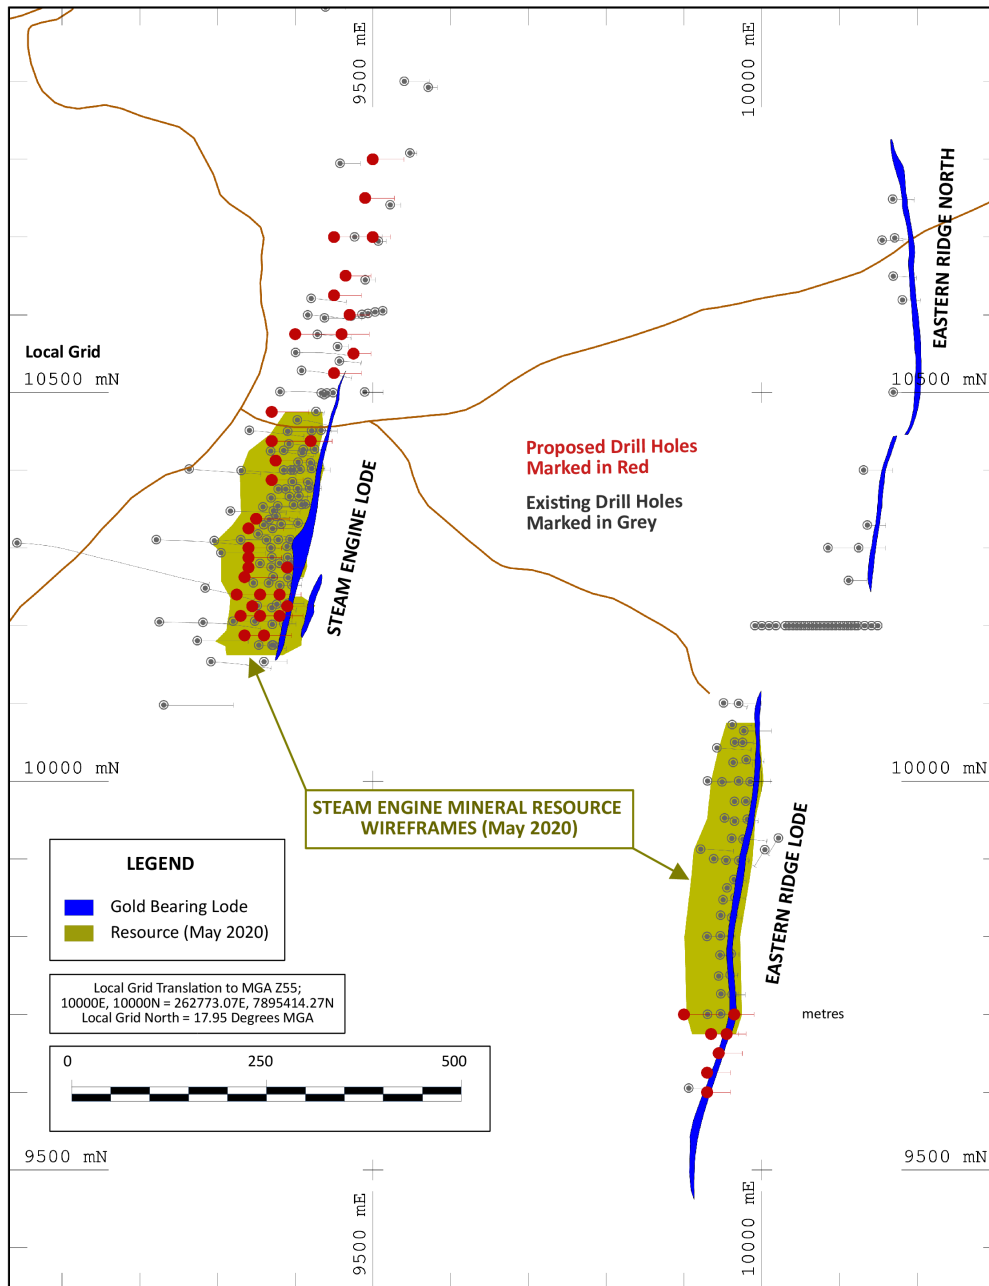 9500 mE
10000 mE
EASTERN RIDGE NORTH
Local Grid
10500 mN
10500 mN
Proposed Drill Holes
Marked in Red
Existing Drill Holes
Marked in Grey
STEAM ENGINE LODE
10000 mN
10000 mN
STEAM ENGINE MINERAL RESOURCE
WIREFRAMES (May 2020)
EASTERN RIDGE LODE
LEGEND
Gold Bearing Lode
Resource (May 2020)
Local Grid Translation to MGA Z55;
10000E, 10000N = 262773.07E, 7895414.27N
Local Grid North = 17.95 Degrees MGA
metres
0 250 500
9500 mN
9500 mN
9500 mE
10000 mE